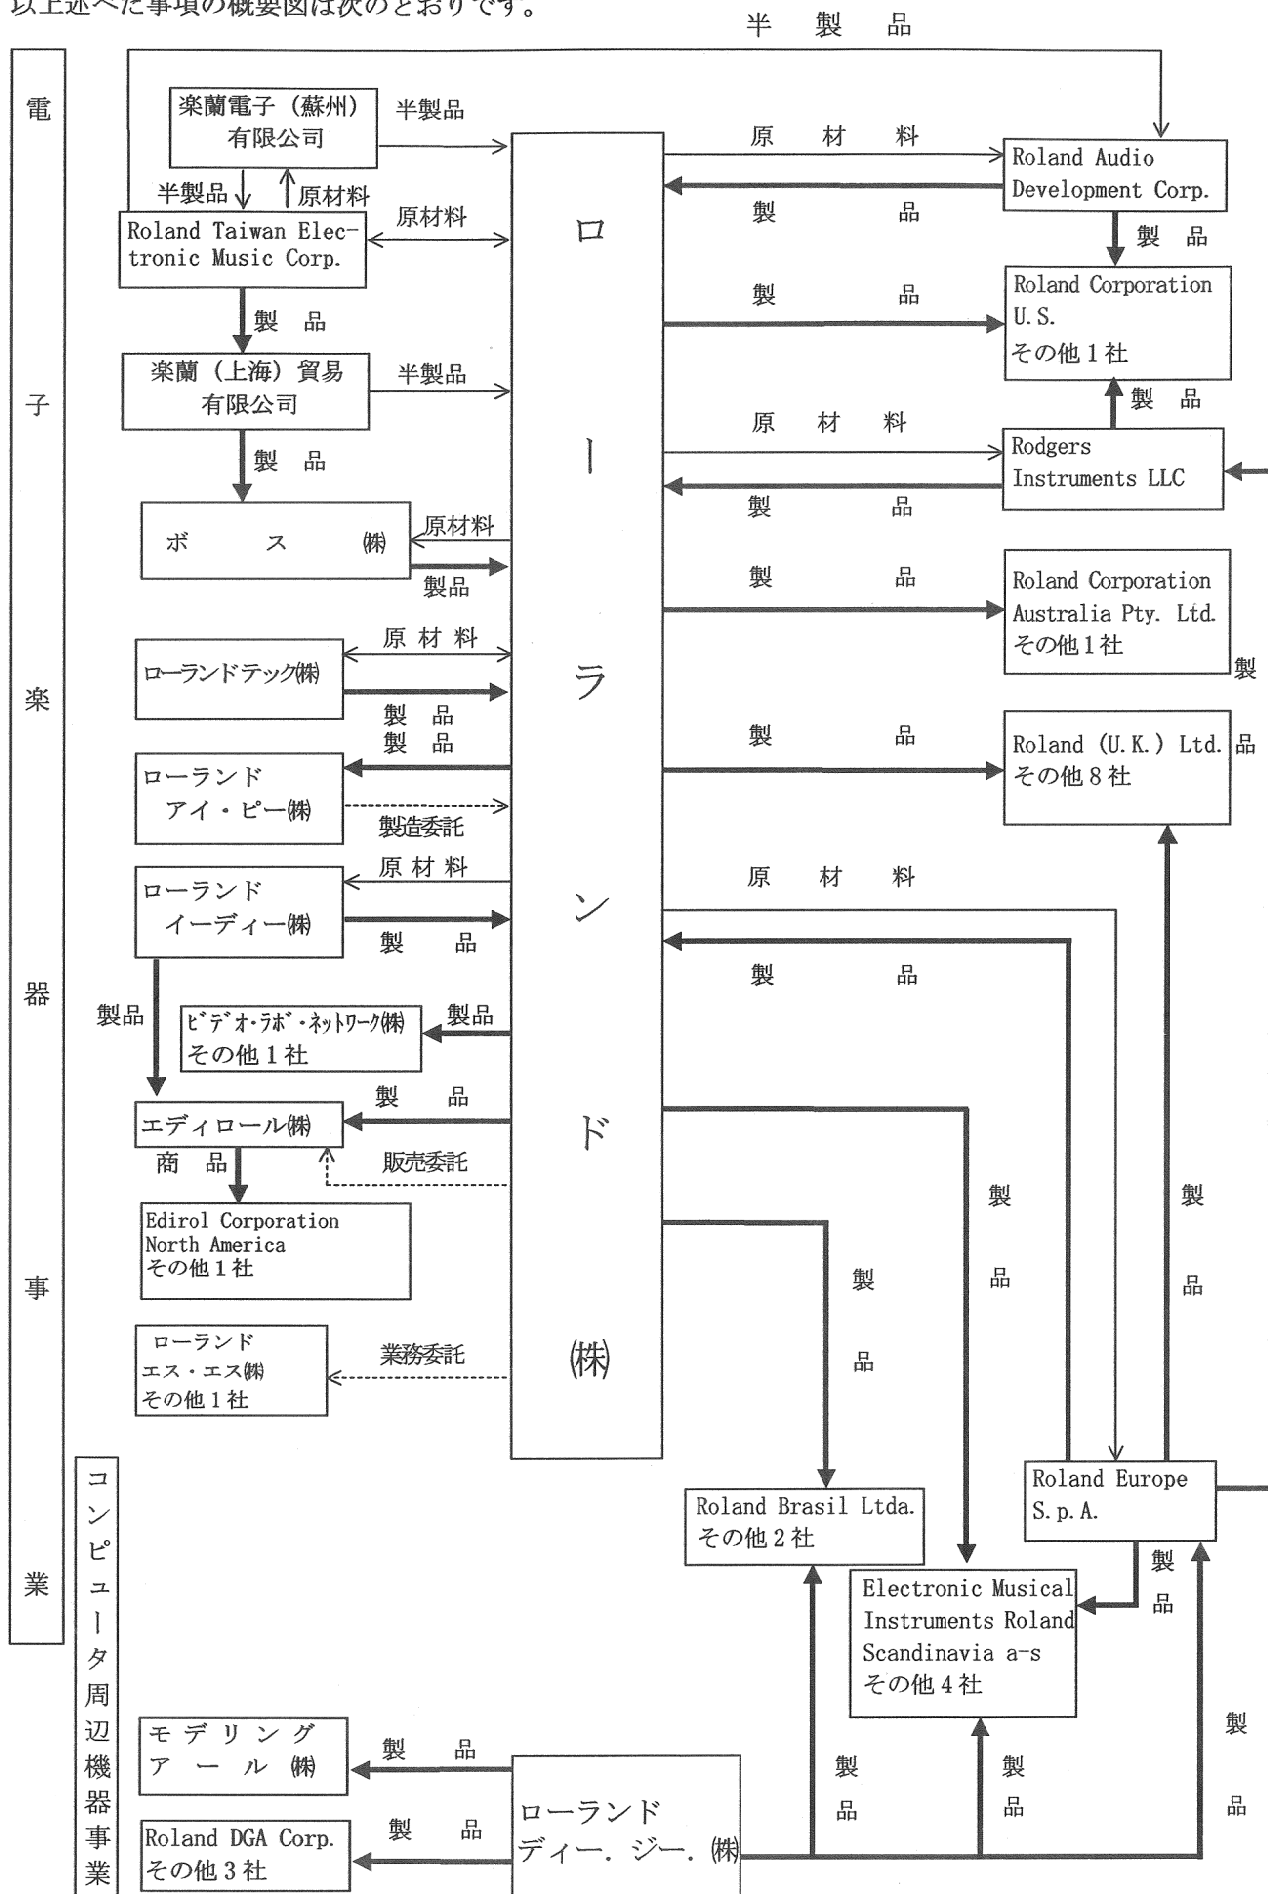 以上述べた事項の概要図は次のとおりです。
半製品
電子楽器事業
楽蘭電子（蘇州）
有限公司
半製品
半製品
原材料
Roland Taiwan Elec-
tronic Music Corp.
原材料
製品
楽蘭（上海）貿易
有限公司
半製品
製品
ボス㈱
原材料
製品
ローランドテック㈱
原材料
製品
製品
ローランド
アイ・ピー㈱
製造委託
原材料
ローランド
イーディー㈱
製品
製品
ビデオ・ラボ・ネットワーク㈱
その他１社
製品
エディロール㈱
製品
商品
販売委託
Edirol Corporation
North America
その他１社
ローランド
エス・エス㈱
その他１社
業務委託
ローランド㈱
原材料
製品
Roland Audio
Development Corp.
製品
製品
Roland Corporation
U.S.
その他１社
製品
原材料
製品
Rodgers
Instruments LLC
製品
Roland Corporation
Australia Pty. Ltd.
その他１社
製品
製品
Roland (U.K.) Ltd.
その他８社
原材料
製品
製品
製品
製品
Roland Europe
S.p.A.
Roland Brasil Ltda.
その他２社
製品
Electronic Musical
Instruments Roland
Scandinavia a-s
その他４社
コンピュータ周辺機器事業
モデリング
アール㈱
製品
Roland DGA Corp.
その他３社
製品
ローランド
ディー．ジー．㈱
製品
製品
製品